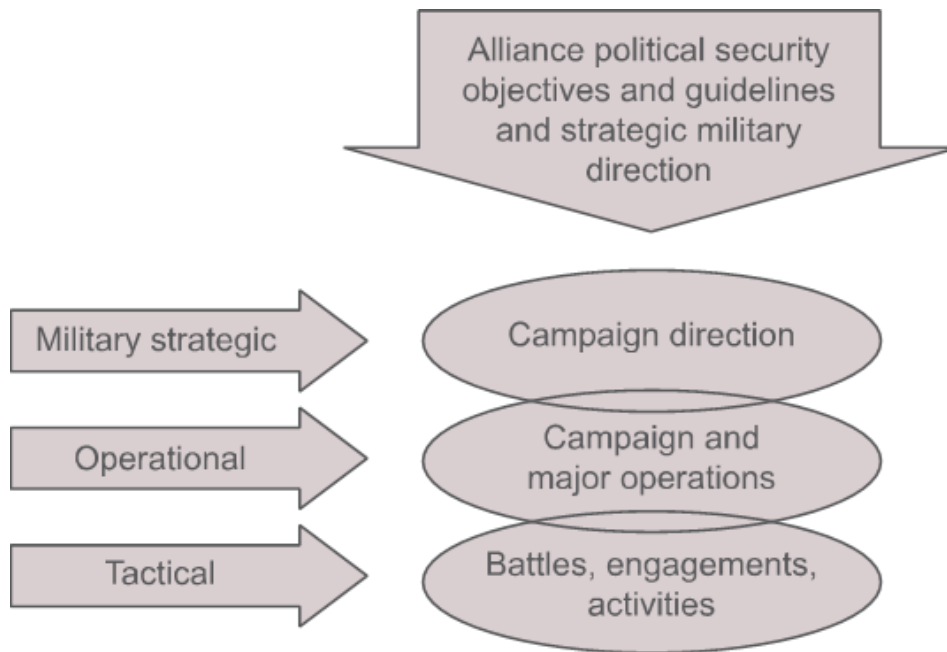 Alliance political security
objectives and guidelines
and strategic military
direction
Military strategic
Campaign direction
Operational
Campaign and
major operations
Tactical
Battles, engagements,
activities